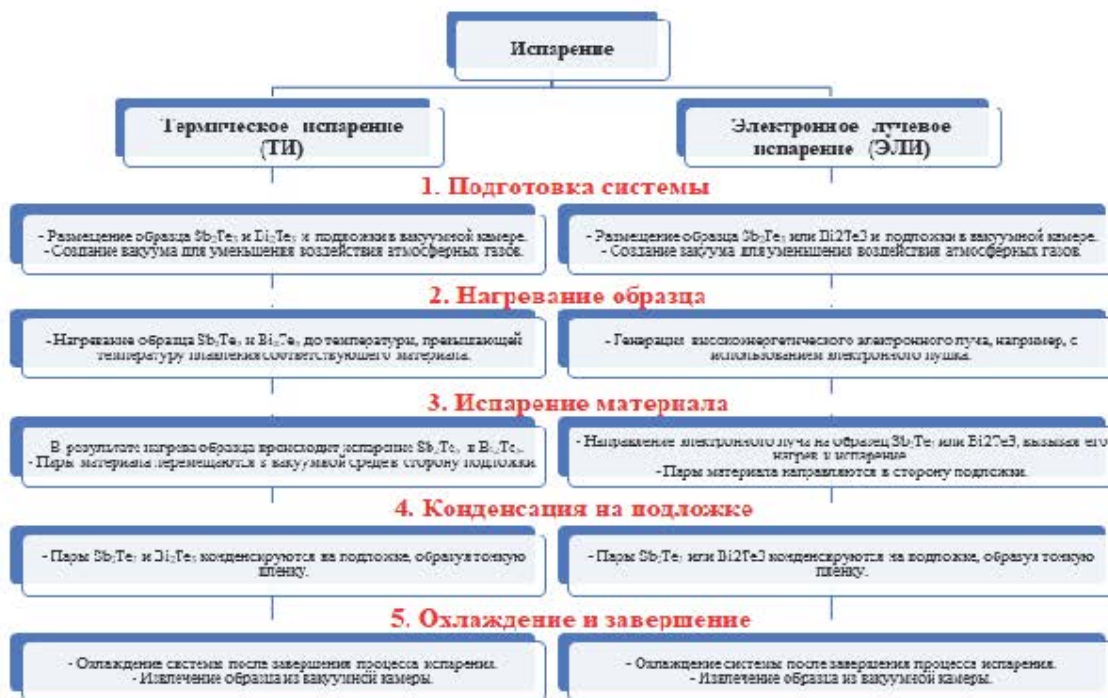 Испарение
Термическое испарение
(ТИ)
Электронное лучевое
испарение (ЭЛИ)
1. Подготовка системы
- Размещение образца Sb₂Te₃ и Bi₂Te₃ и подложки в вакуумной камере.
- Создание вакуума для уменьшения воздействия атмосферных газов.
- Размещение образца Sb₂Te₃ или Bi2Te3 и подложки в вакуумной камере.
- Создание вакуума для уменьшения воздействия атмосферных газов.
2. Нагревание образца
- Нагревание образца Sb₂Te₃ и Bi₂Te₃ до температуры, превышающей
температуру плавления соответствующего материала.
- Генерация высокоэнергетического электронного луча, например, с
использованием электронного пушка.
3. Испарение материала
В результате нагрева образца происходит испарение Sb₂Te₃ и Bi₂Te₃.
- Пары материала перемещаются в вакуумной среде в сторону подложки.
- Направление электронного луча на образец Sb₂Te₃ или Bi2Te3, вызывая его
нагрев и испарение
- Пары материала направляются в сторону подложки.
4. Конденсация на подложке
- Пары Sb₂Te₃ и Bi₂Te₃ конденсируются на подложке, образуя тонкую
пленку.
- Пары Sb₂Te₃ или Bi2Te3 конденсируются на подложке, образуя тонкую
пленку.
5. Охлаждение и завершение
- Охлаждение системы после завершения процесса испарения.
- Извлечение образца из вакуумной камеры.
- Охлаждение системы после завершения процесса испарения.
- Извлечение образца из вакуумной камеры.